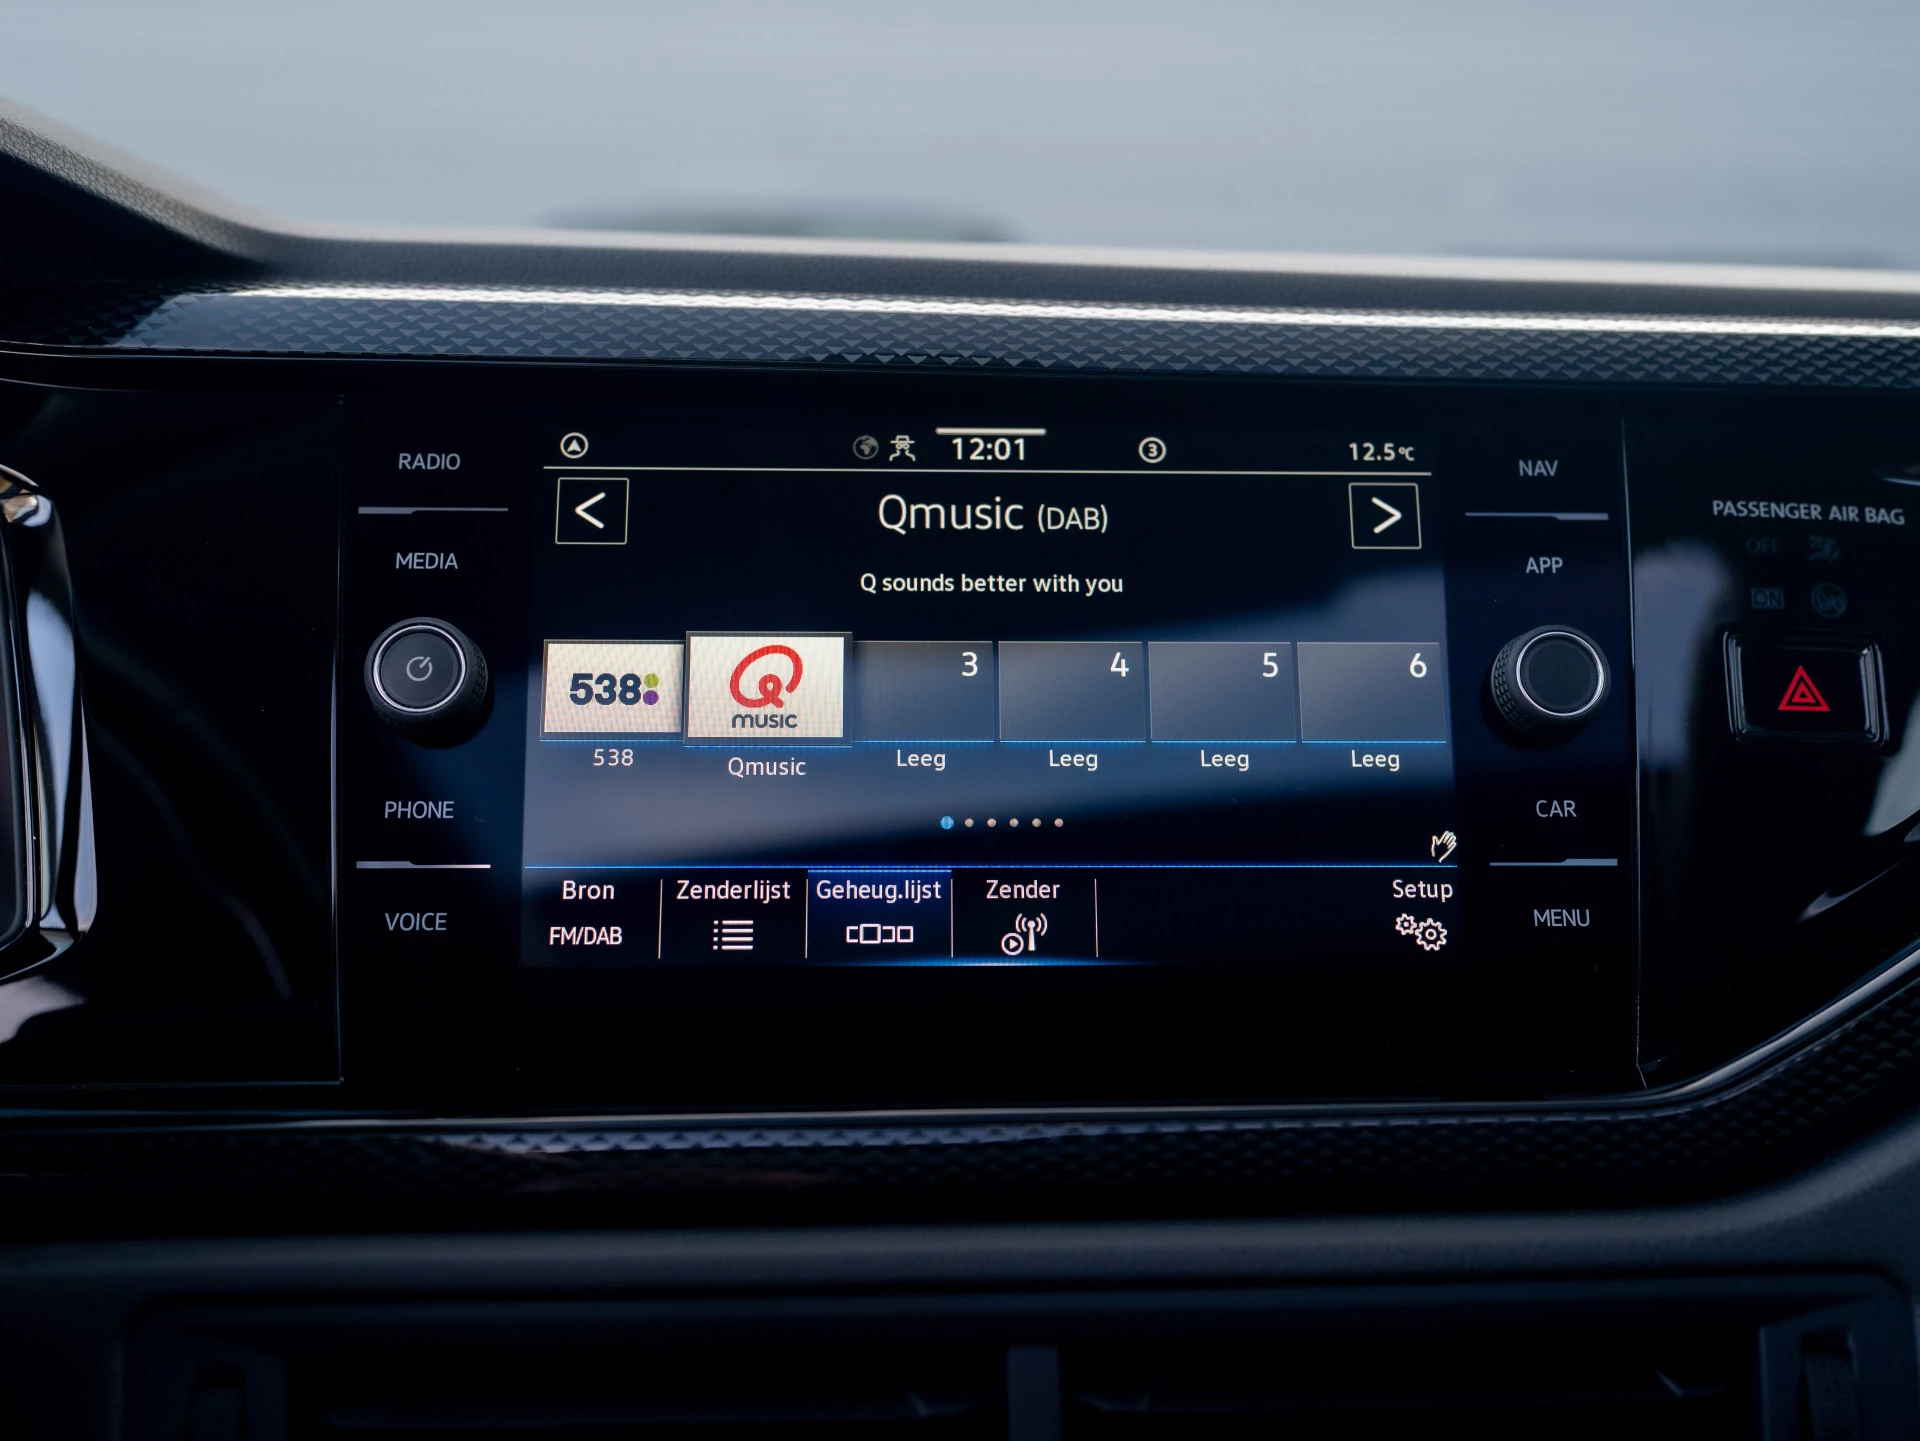 RADIO
MEDIA
PHONE
VOICE
12:01
3
12.5°C
<
Qmusic (DAB)
>
Q sounds better with you
538
Q
MUSIC
3
4
5
6
538
Qmusic
Leeg
Leeg
Leeg
Leeg
Bron
Zenderlijst
Geheug.lijst
Zender
Setup
FM/DAB
NAV
APP
CAR
MENU
PASSENGER AIR BAG
OFF
ON